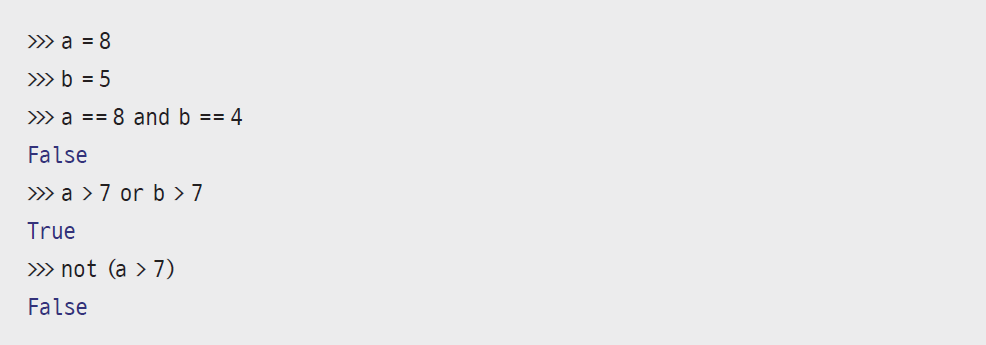 >>> a = 8
>>> b = 5
>>> a == 8 and b == 4
False
>>> a > 7 or b > 7
True
>>> not (a > 7)
False